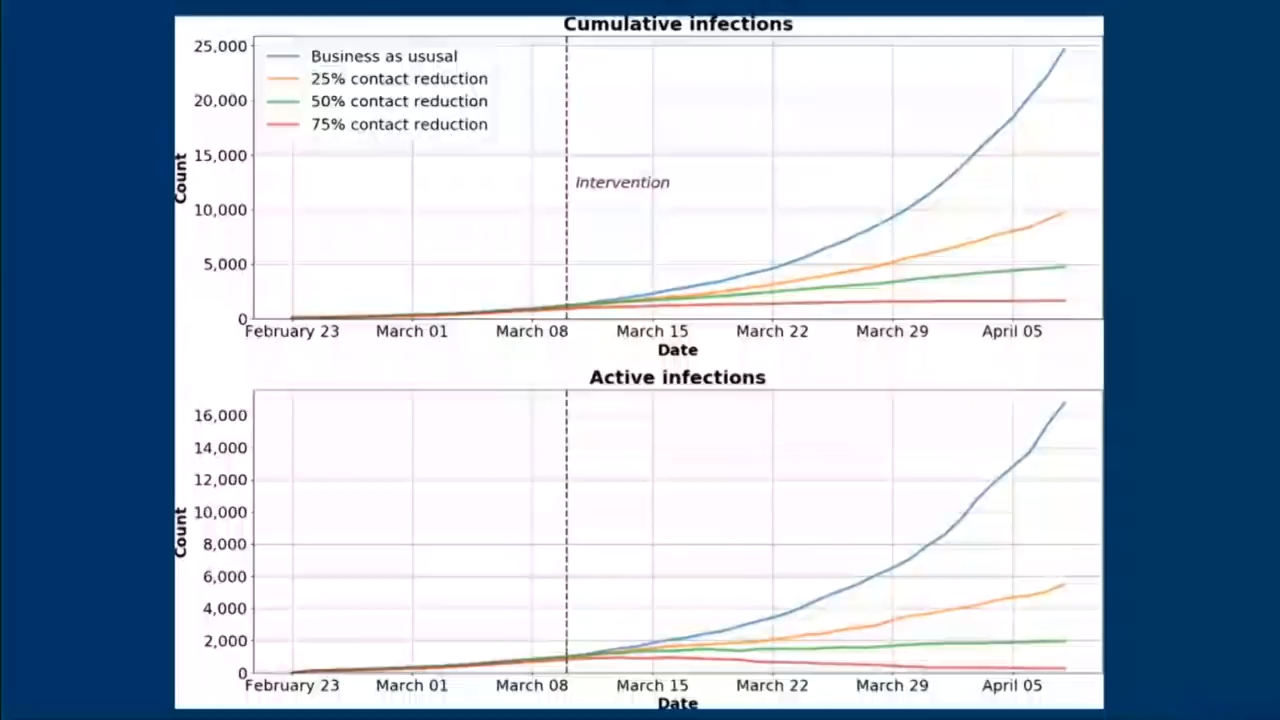 Cumulative infections
25,000
20,000
15,000
10,000
5,000
0
Count
Business as ususal
25% contact reduction
50% contact reduction
75% contact reduction
Intervention
February 23 March 01 March 08 March 15 March 22 March 29 April 05
Date
Active infections
16,000
14,000
12,000
10,000
8,000
6,000
4,000
2,000
0
Count
February 23 March 01 March 08 March 15 March 22 March 29 April 05
Date